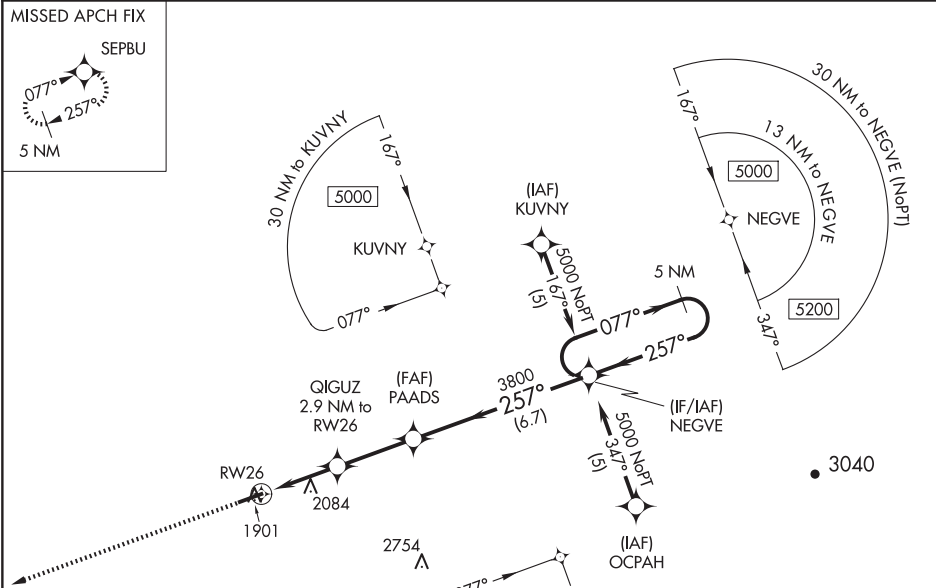 MISSED APCH FIX
SEPBU
077°
257°
5 NM
30 NM to KUVNY
167°
5000
KUVNY
077°
30 NM to NEGVE (NoPT)
167°
13 NM to NEGVE
5000
NEGVE
5200
347°
(IAF)
KUVNY
5000 NoPT
167°
(5)
5 NM
077°
257°
3800
257°
(6.7)
(IF/IAF)
NEGVE
(FAF)
PAADS
QIGUZ
2.9 NM to
RW26
RW26
2084
1901
5000 NoPT
347°
(5)
(IAF)
OCPAH
3040
2754
077°